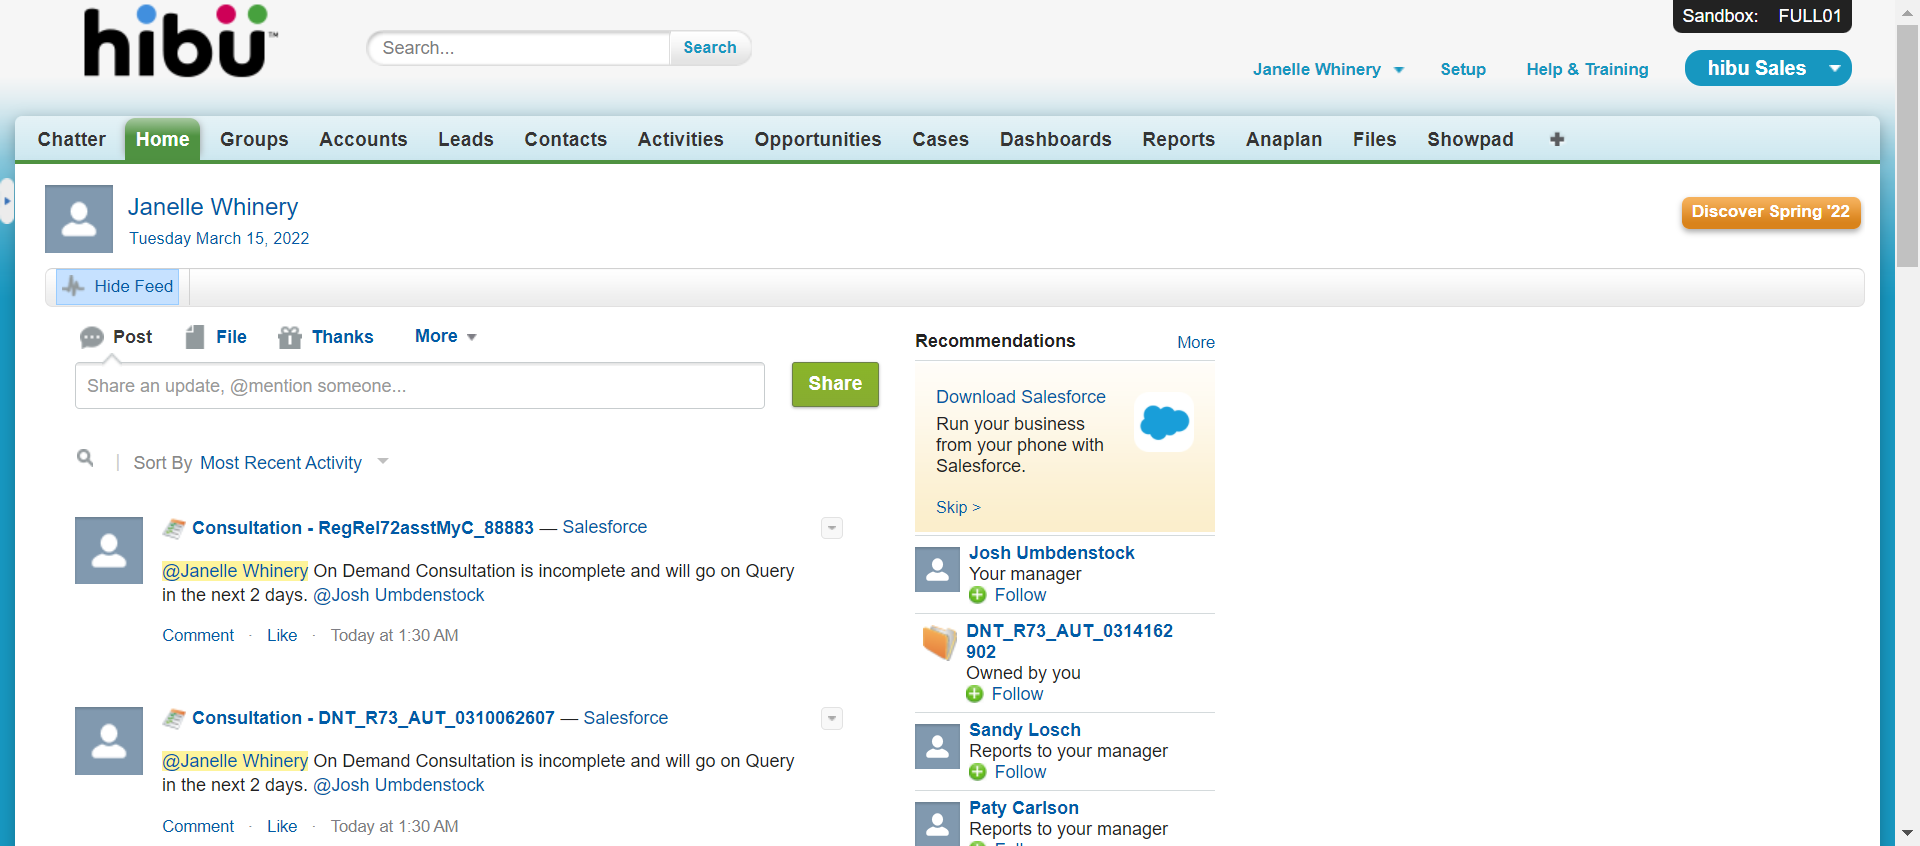 hibu™
Search...
Search
Sandbox: FULL01
Janelle Whinery
Setup
Help & Training
hibu Sales
Chatter
Home
Groups
Accounts
Leads
Contacts
Activities
Opportunities
Cases
Dashboards
Reports
Anaplan
Files
Showpad
Janelle Whinery
Tuesday March 15, 2022
Discover Spring '22
Hide Feed
Post
File
Thanks
More
Share an update, @mention someone...
Share
Sort By Most Recent Activity
Consultation - RegRel72asstMyC_88883 — Salesforce
@Janelle Whinery On Demand Consultation is incomplete and will go on Query
in the next 2 days. @Josh Umbdenstock
Comment · Like · Today at 1:30 AM
Consultation - DNT_R73_AUT_0310062607 — Salesforce
@Janelle Whinery On Demand Consultation is incomplete and will go on Query
in the next 2 days. @Josh Umbdenstock
Comment · Like · Today at 1:30 AM
Recommendations
More
Download Salesforce
Run your business
from your phone with
Salesforce.
Skip >
Josh Umbdenstock
Your manager
Follow
DNT_R73_AUT_0314162
902
Owned by you
Follow
Sandy Losch
Reports to your manager
Follow
Paty Carlson
Reports to your manager